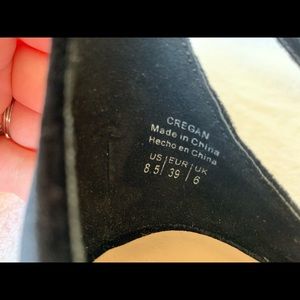 CREGAN
Made in China
Hecho en China
US/EUR/UK
8.5/39/6